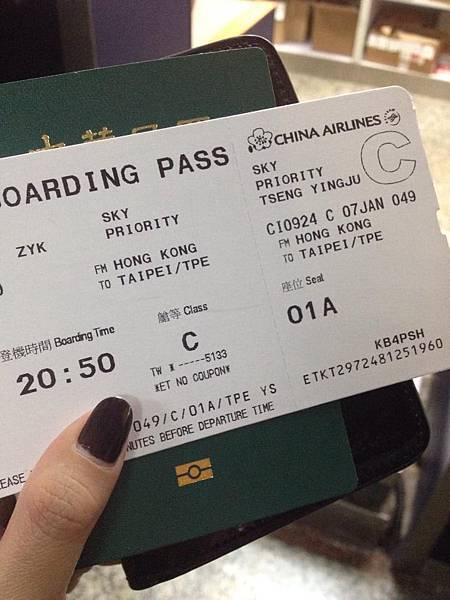 BOARDING PASS
SKY
PRIORITY
ZYK
FM HONG KONG
TO TAIPEI/TPE
登機時間 Boarding Time
20:50
艙等 Class
C
TW * -----5133
*ET NO COUPON*
049/C/01A/TPE YS
NUTES BEFORE DEPARTURE TIME
EASE
CHINA AIRLINES
C
SKY
PRIORITY
TSENG YINGJU
CI0924 C 07JAN 049
FM HONG KONG
TO TAIPEI/TPE
座位 Seat
01A
KB4PSH
ETKT2972481251960